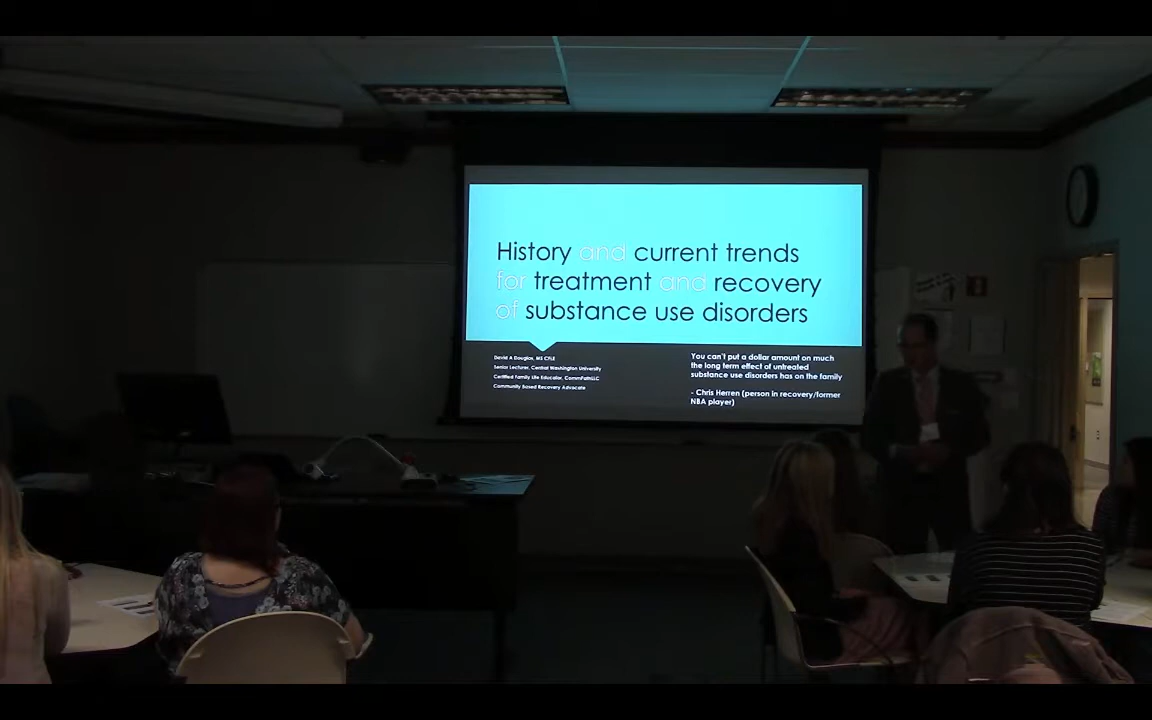 History and current trends
for treatment and recovery
of substance use disorders
David A Douglas, MS CFLE
Senior Lecturer, Central Washington University
Certified Family Life Educator, CommPathLLC
Community Based Recovery Advocate
You can't put a dollar amount on much
the long term effect of untreated
substance use disorders has on the family
- Chris Herren (person in recovery/former
NBA player)